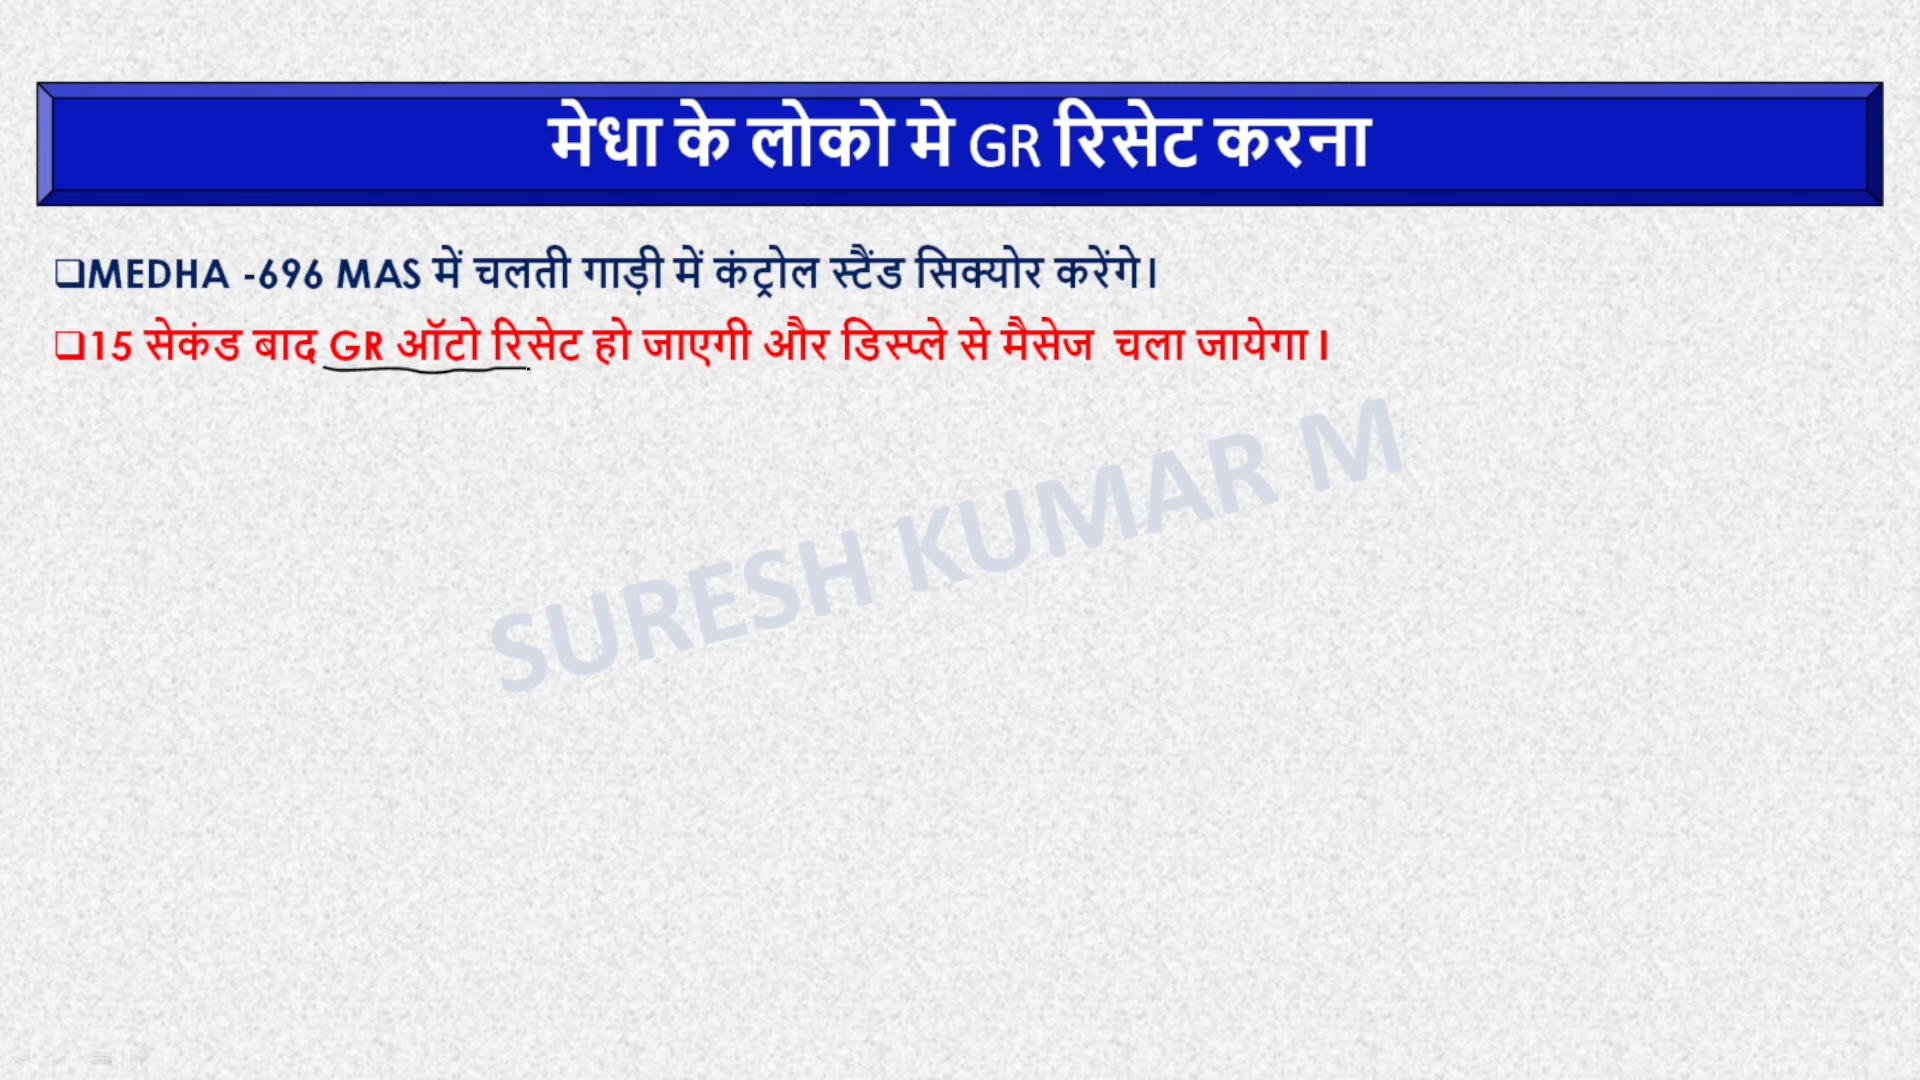 मेधा के लोको मे GR रिसेट करना
❑MEDHA -696 MAS में चलती गाड़ी में कंट्रोल स्टैंड सिक्योर करेंगे।
❑15 सेकंड बाद GR ऑटो रिसेट हो जाएगी और डिस्प्ले से मैसेज चला जायेगा।
SURESH KUMAR M